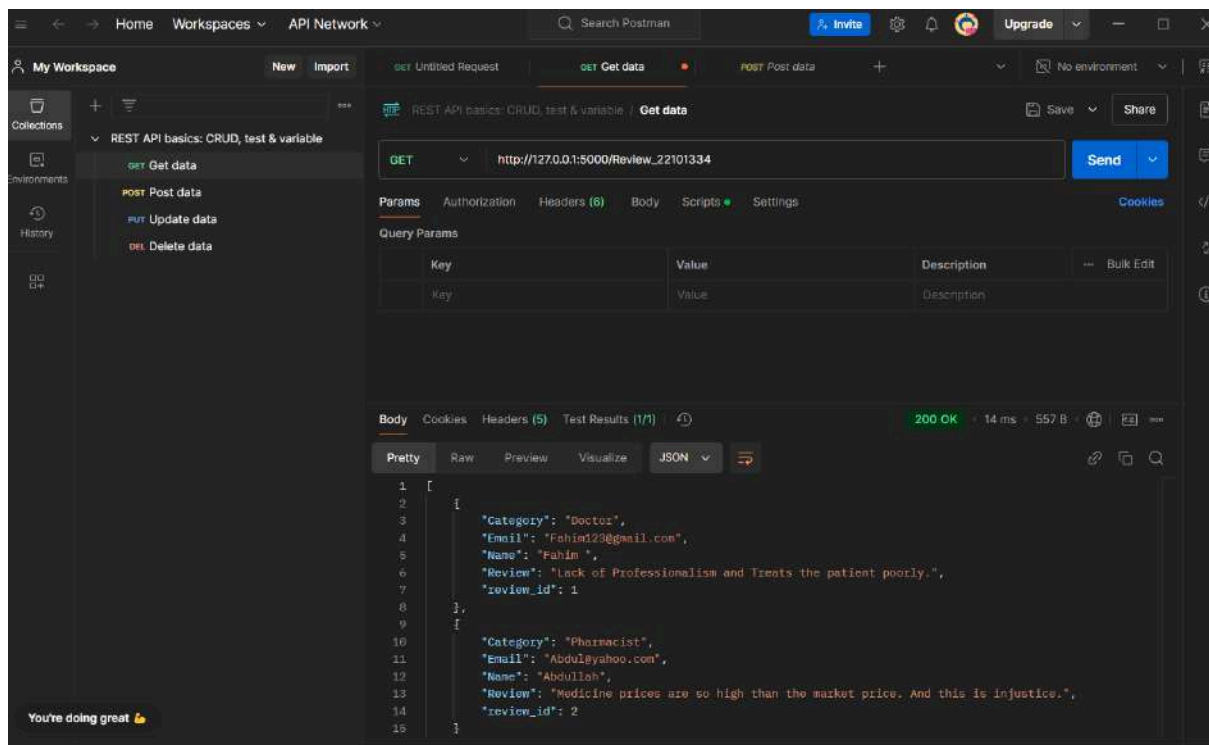 Home Workspaces API Network Search Postman Invite Upgrade
My Workspace New Import GET Untitled Request GET Get data POST Post data No environment
Collections
Environments
History
REST API basics: CRUD, test & variable
GET Get data
POST Post data
PUT Update data
DEL Delete data
REST API basics: CRUD, test & variable / Get data Save Share
GET http://127.0.0.1:5000/Review_22101334 Send
Params Authorization Headers (6) Body Scripts Settings Cookies
Query Params
Key Value Description Bulk Edit
Key Value Description
Body Cookies Headers (5) Test Results (1/1) 200 OK 14 ms 557 B
Pretty Raw Preview Visualize JSON
1 [
2 {
3 "Category": "Doctor",
4 "Email": "Fahim123@gmail.com",
5 "Name": "Fahim ",
6 "Review": "Lack of Professionalism and Treats the patient poorly.",
7 "review_id": 1
8 },
9 {
10 "Category": "Pharmacist",
11 "Email": "Abdul@yahoo.com",
12 "Name": "Abdullah",
13 "Review": "Medicine prices are so high than the market price. And this is injustice.",
14 "review_id": 2
15 }
You're doing great 💪